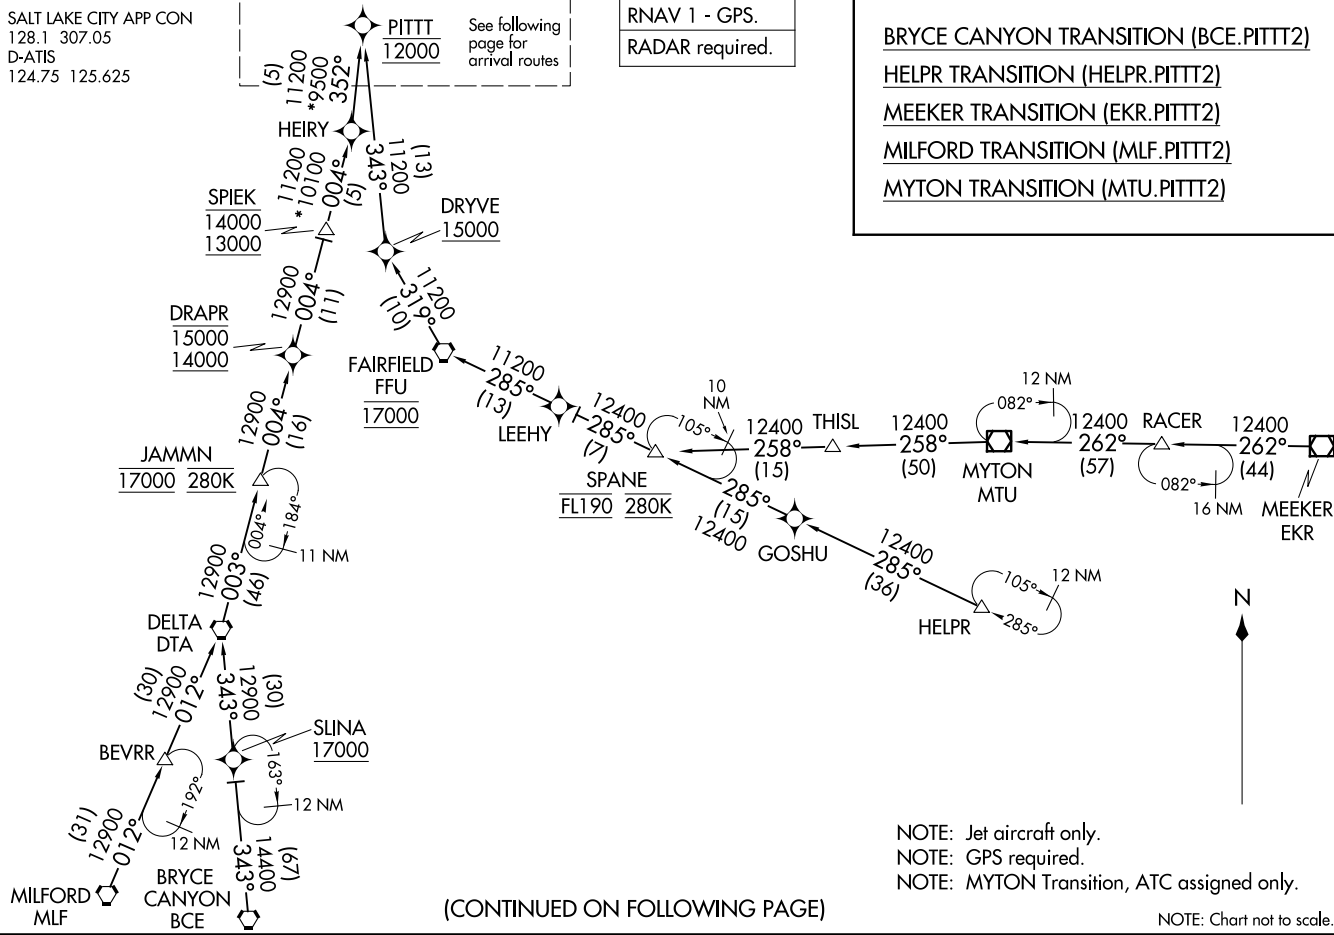 SALT LAKE CITY APP CON
128.1 307.05
D-ATIS
124.75 125.625
PITTT
12000
See following
page for
arrival routes
RNAV 1 - GPS.
RADAR required.
BRYCE CANYON TRANSITION (BCE.PITTT2)
HELPR TRANSITION (HELPR.PITTT2)
MEEKER TRANSITION (EKR.PITTT2)
MILFORD TRANSITION (MLF.PITTT2)
MYTON TRANSITION (MTU.PITTT2)
(5)
11200
*9500
352°
HEIRY
11200
*10100
004°
(5)
343°
11200
(13)
SPIEK
14000
13000
DRYVE
15000
12900
004°
(11)
11200
319°
(10)
DRAPR
15000
14000
FAIRFIELD
FFU
17000
11200
285°
(13)
LEEHY
12400
285°
(7)
10
NM
105°
THISL
12400
258°
(15)
12400
258°
(50)
12 NM
082°
MYTON
MTU
12400
262°
(57)
RACER
082°
16 NM
12400
262°
(44)
MEEKER
EKR
SPANE
FL190 280K
285°
(15)
12400
GOSHU
12400
285°
(36)
HELPR
105°
285°
12 NM
12900
004°
(16)
JAMMN
17000 280K
004°
184°
11 NM
12900
003°
(46)
DELTA
DTA
(30)
12900
012°
343°
12900
(30)
SLINA
17000
BEVRR
192°
12 NM
163°
12 NM
(31)
12900
012°
343°
14400
(67)
MILFORD
MLF
BRYCE
CANYON
BCE
N
NOTE: Jet aircraft only.
NOTE: GPS required.
NOTE: MYTON Transition, ATC assigned only.
(CONTINUED ON FOLLOWING PAGE)
NOTE: Chart not to scale.